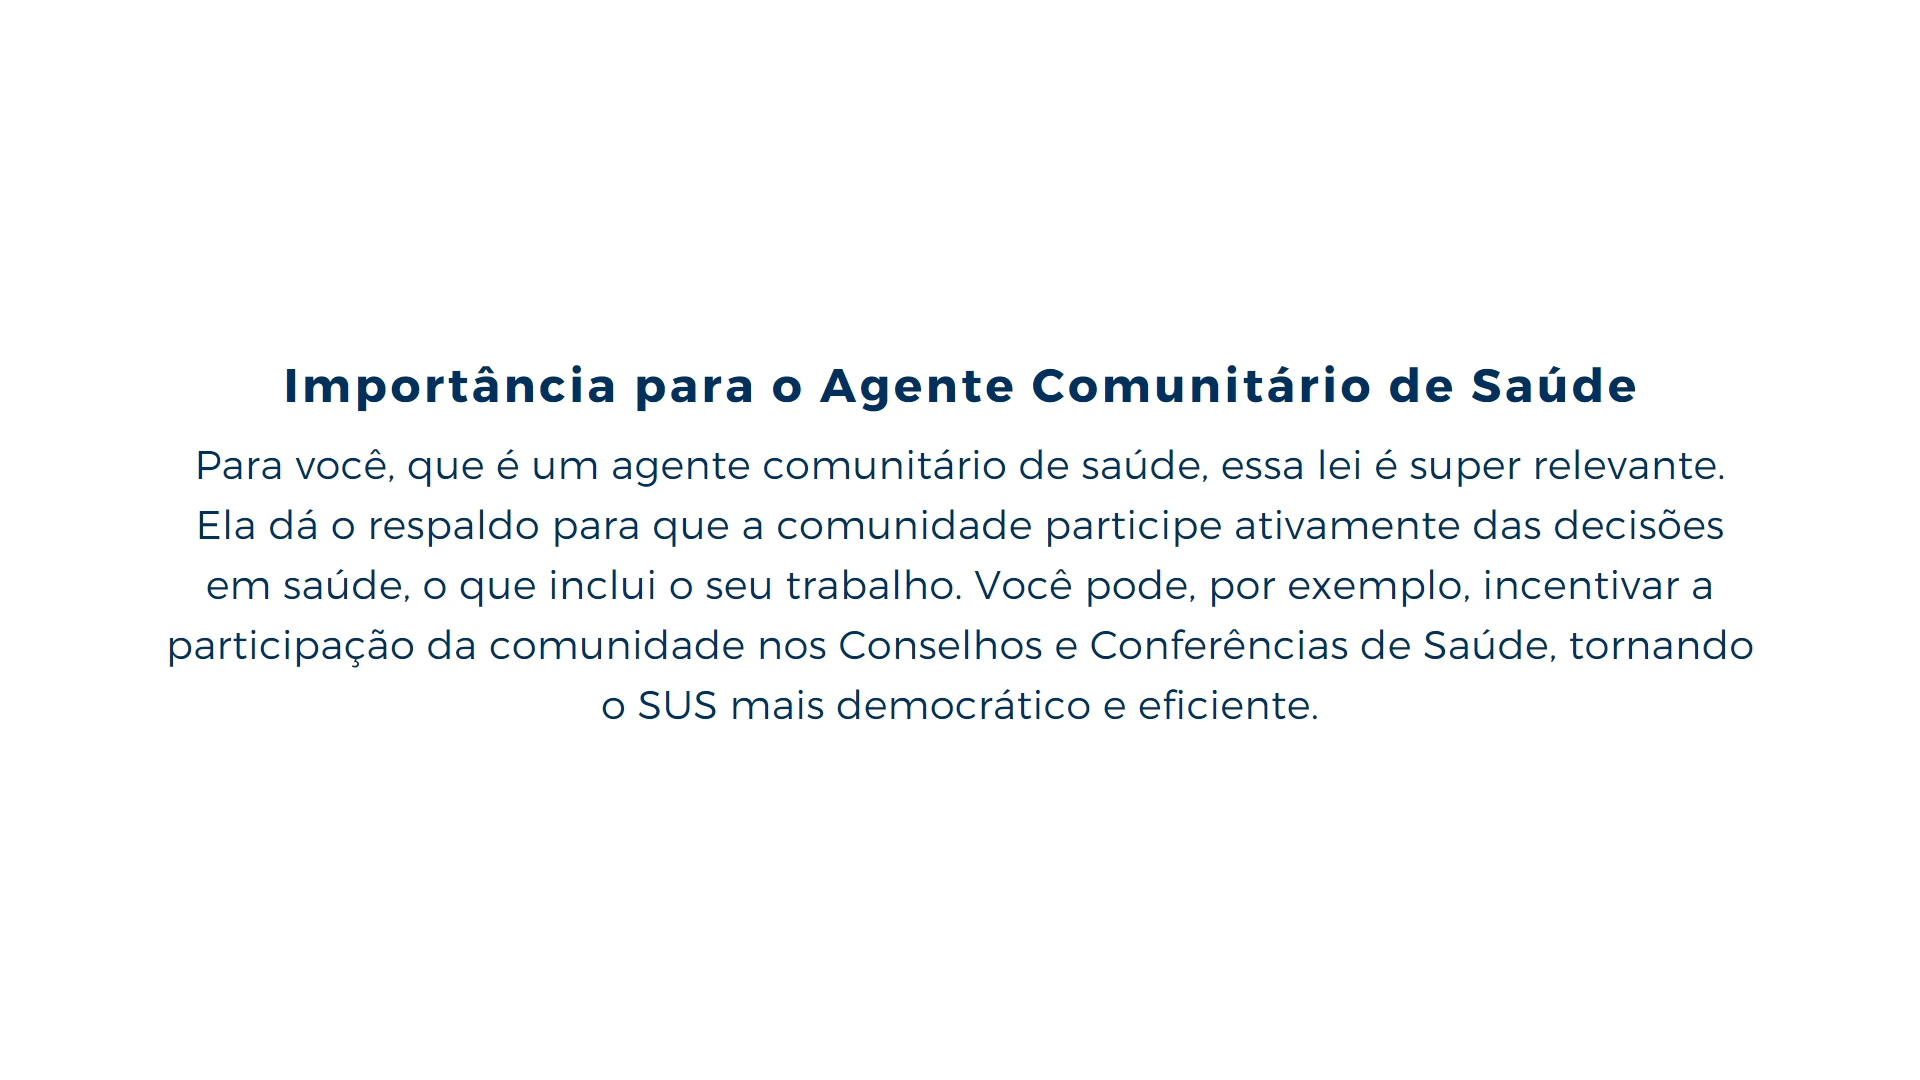 Importância para o Agente Comunitário de Saúde
Para você, que é um agente comunitário de saúde, essa lei é super relevante.
Ela dá o respaldo para que a comunidade participe ativamente das decisões
em saúde, o que inclui o seu trabalho. Você pode, por exemplo, incentivar a
participação da comunidade nos Conselhos e Conferências de Saúde, tornando
o SUS mais democrático e eficiente.